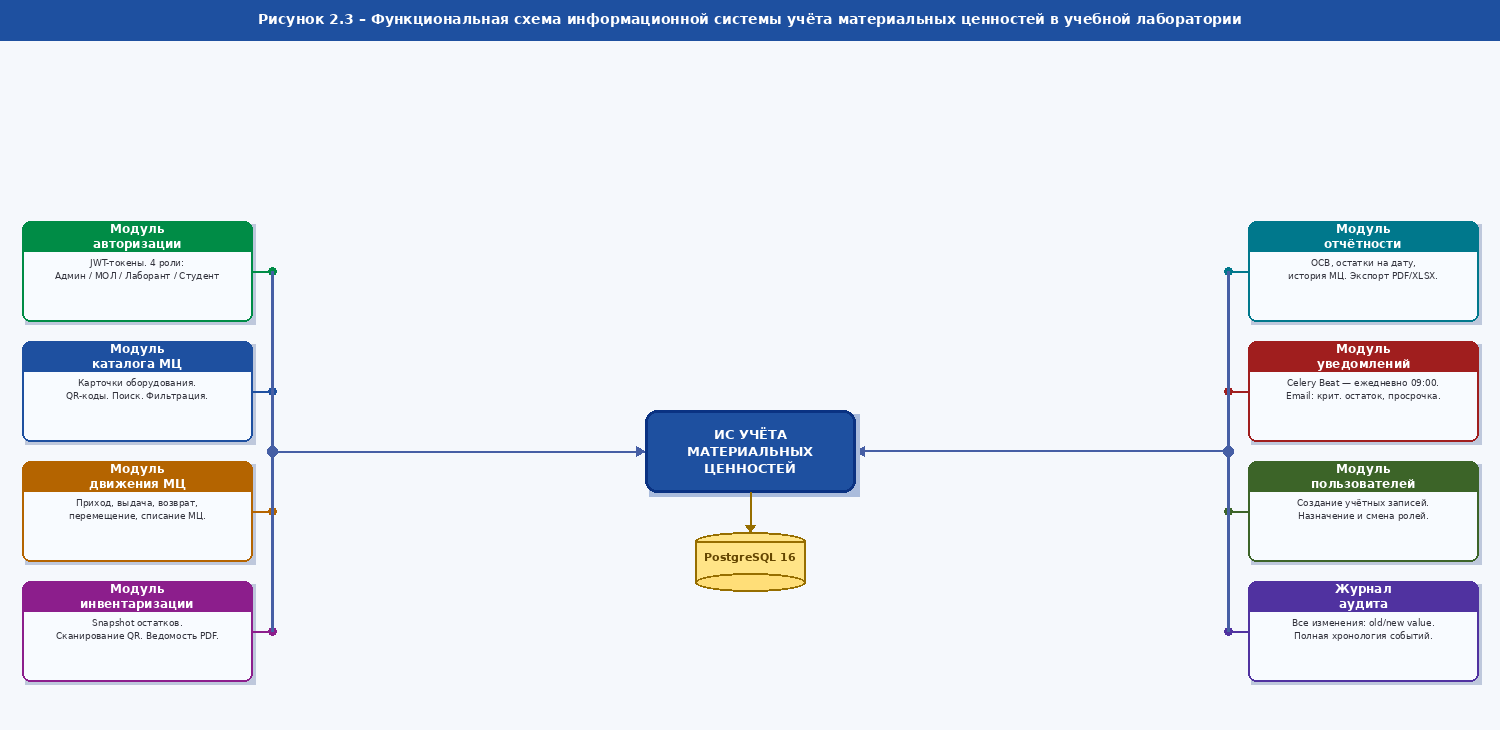 Рисунок 2.3 – Функциональная схема информационной системы учёта материальных ценностей в учебной лаборатории
Модуль
авторизации
JWT-токены. 4 роли:
Админ / МОЛ / Лаборант / Студент
Модуль
каталога МЦ
Карточки оборудования.
QR-коды. Поиск. Фильтрация.
Модуль
движения МЦ
Приход, выдача, возврат,
перемещение, списание МЦ.
Модуль
инвентаризации
Snapshot остатков.
Сканирование QR. Ведомость PDF.
ИС УЧЁТА
МАТЕРИАЛЬНЫХ
ЦЕННОСТЕЙ
PostgreSQL 16
Модуль
отчётности
ОСВ, остатки на дату,
история МЦ. Экспорт PDF/XLSX.
Модуль
уведомлений
Celery Beat — ежедневно 09:00.
Email: крит. остаток, просрочка.
Модуль
пользователей
Создание учётных записей.
Назначение и смена ролей.
Журнал
аудита
Все изменения: old/new value.
Полная хронология событий.